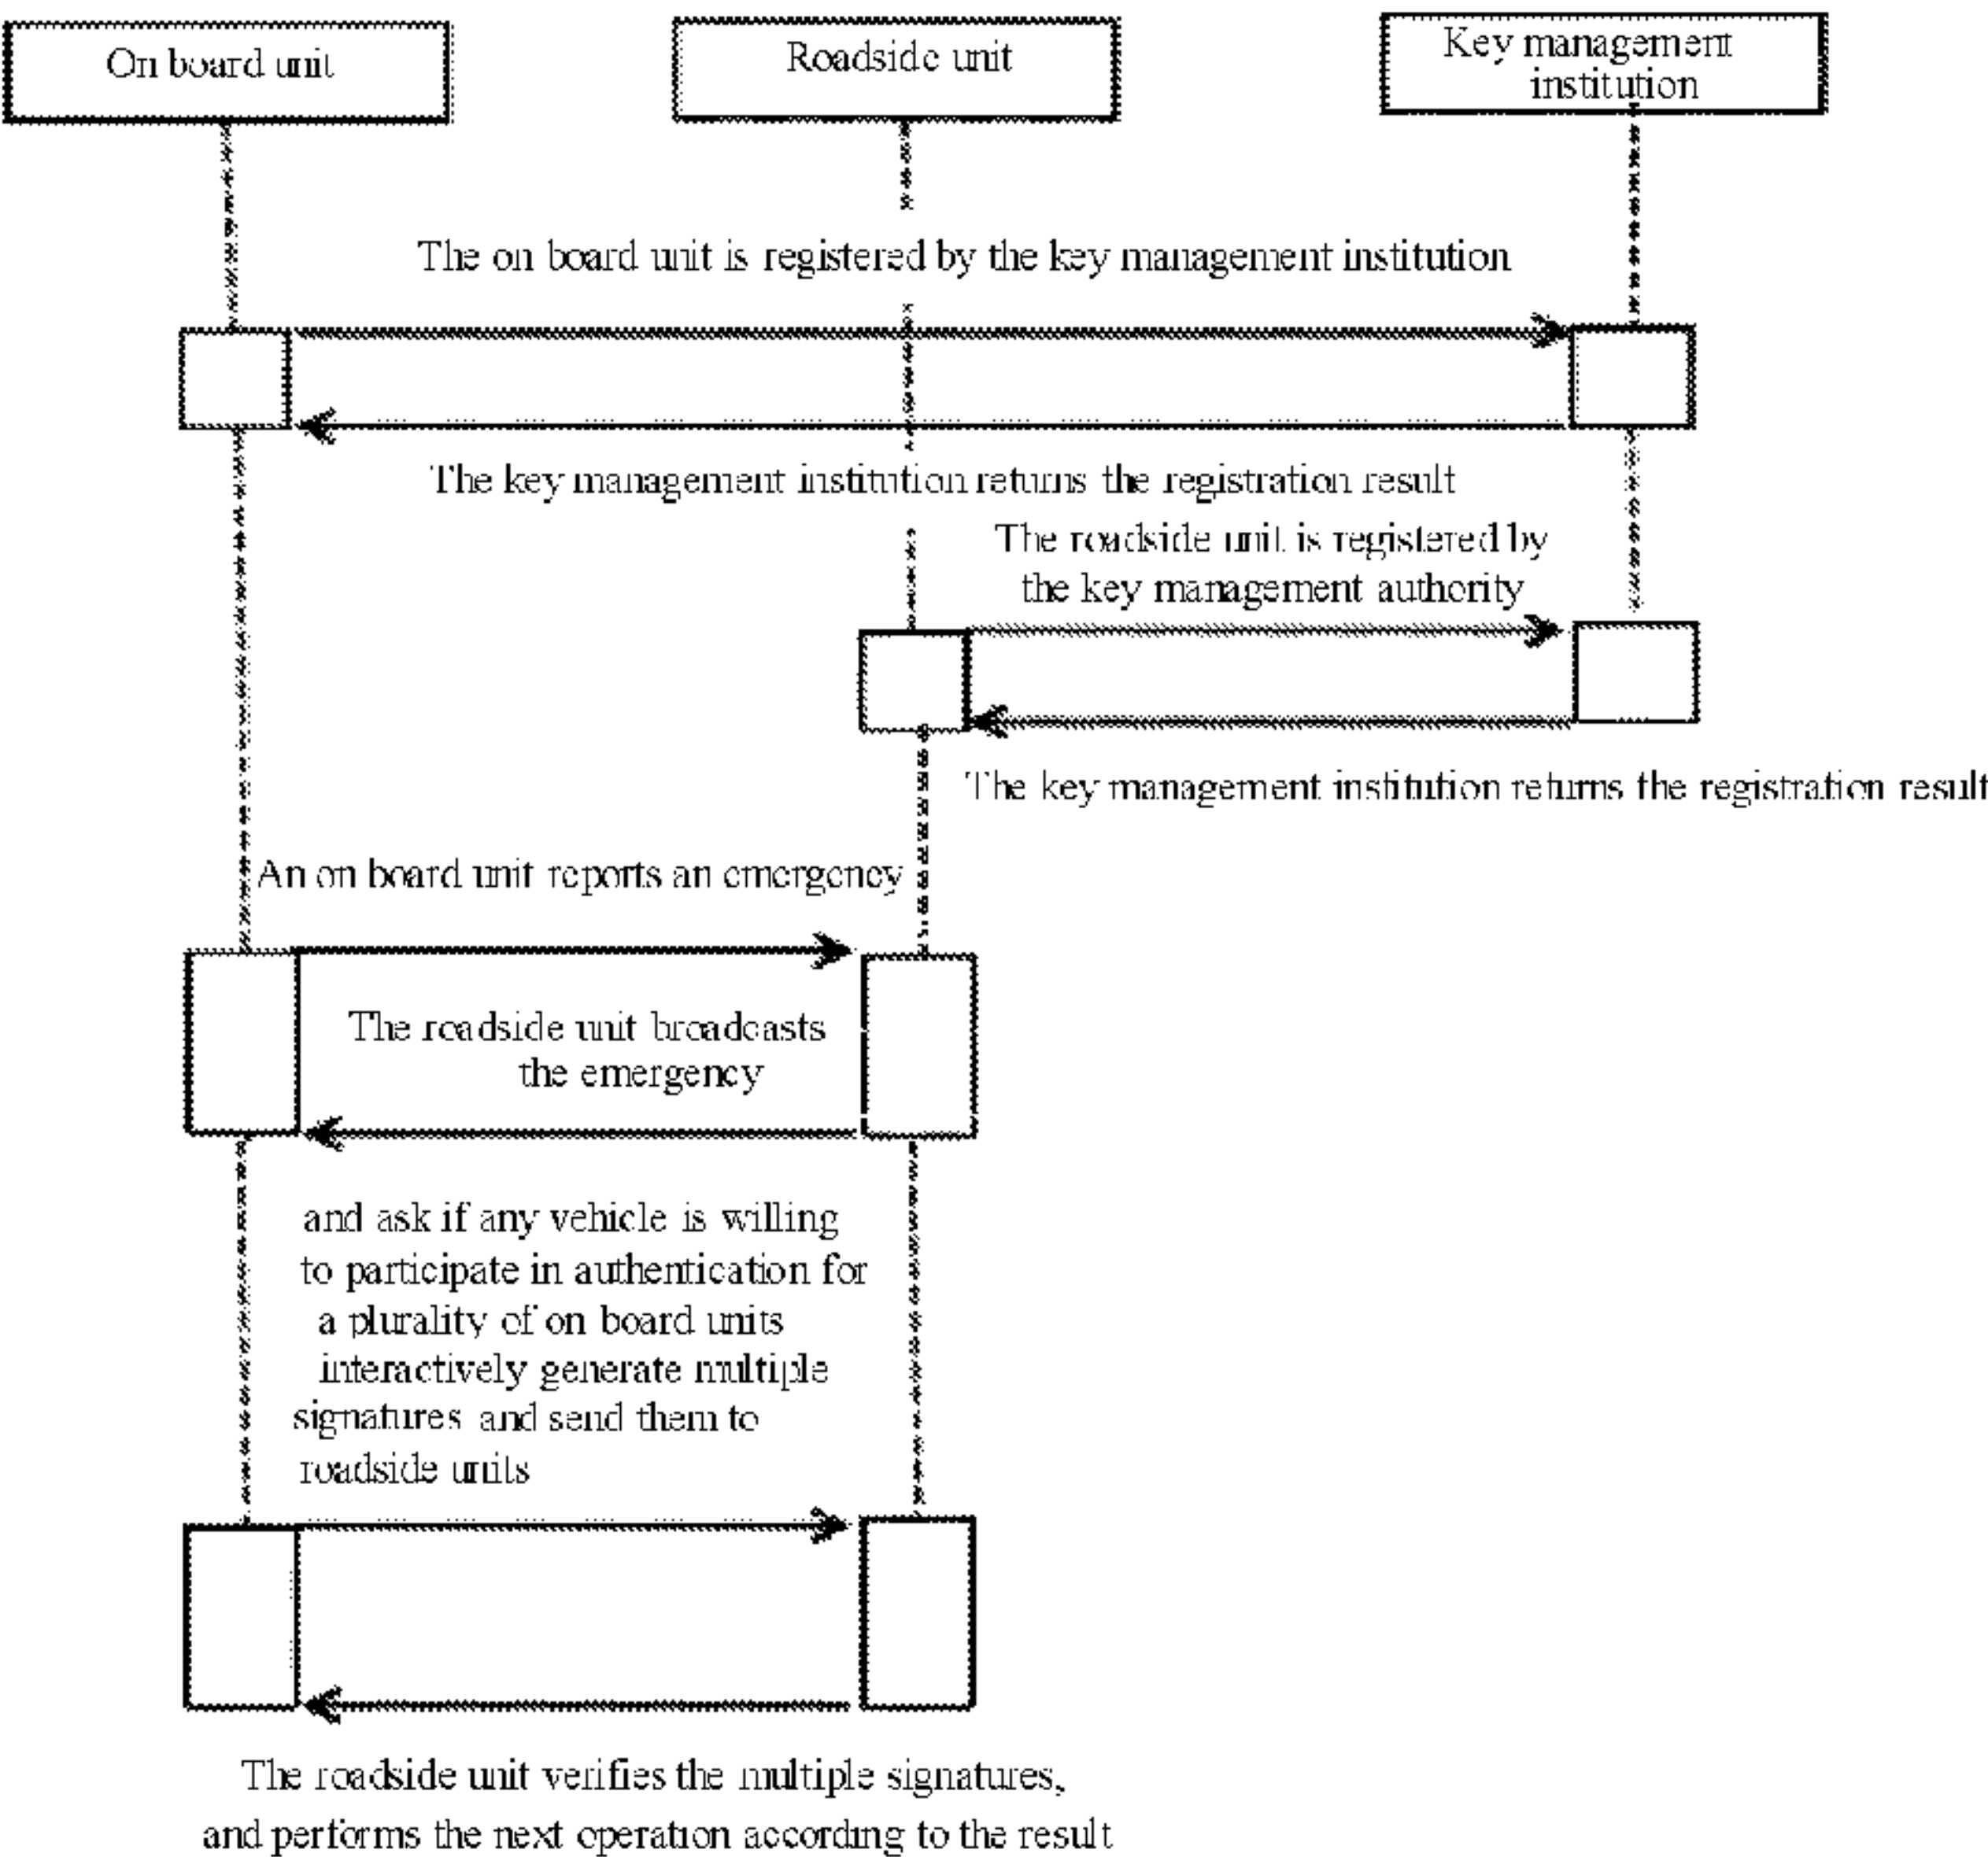 On board unit
Roadside unit
Key management
institution
The on board unit is registered by the key management institution
The key management institution returns the registration result
The roadside unit is registered by
the key management authority
The key management institution returns the registration result
An on board unit reports an emergency
The roadside unit broadcasts
the emergency
and ask if any vehicle is willing
to participate in authentication for
a plurality of on board units
interactively generate multiple
signatures and send them to
roadside units
The roadside unit verifies the multiple signatures,
and performs the next operation according to the result